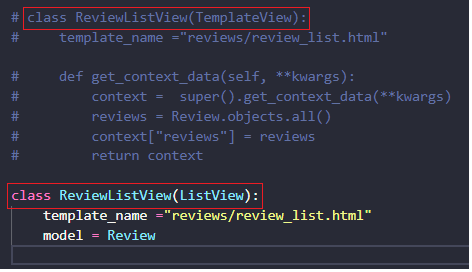 # class ReviewListView(TemplateView):
#     template_name ="reviews/review_list.html"
#     def get_context_data(self, **kwargs):
#         context =  super().get_context_data(**kwargs)
#         reviews = Review.objects.all()
#         context["reviews"] = reviews
#         return context
class ReviewListView(ListView):
    template_name ="reviews/review_list.html"
    model = Review